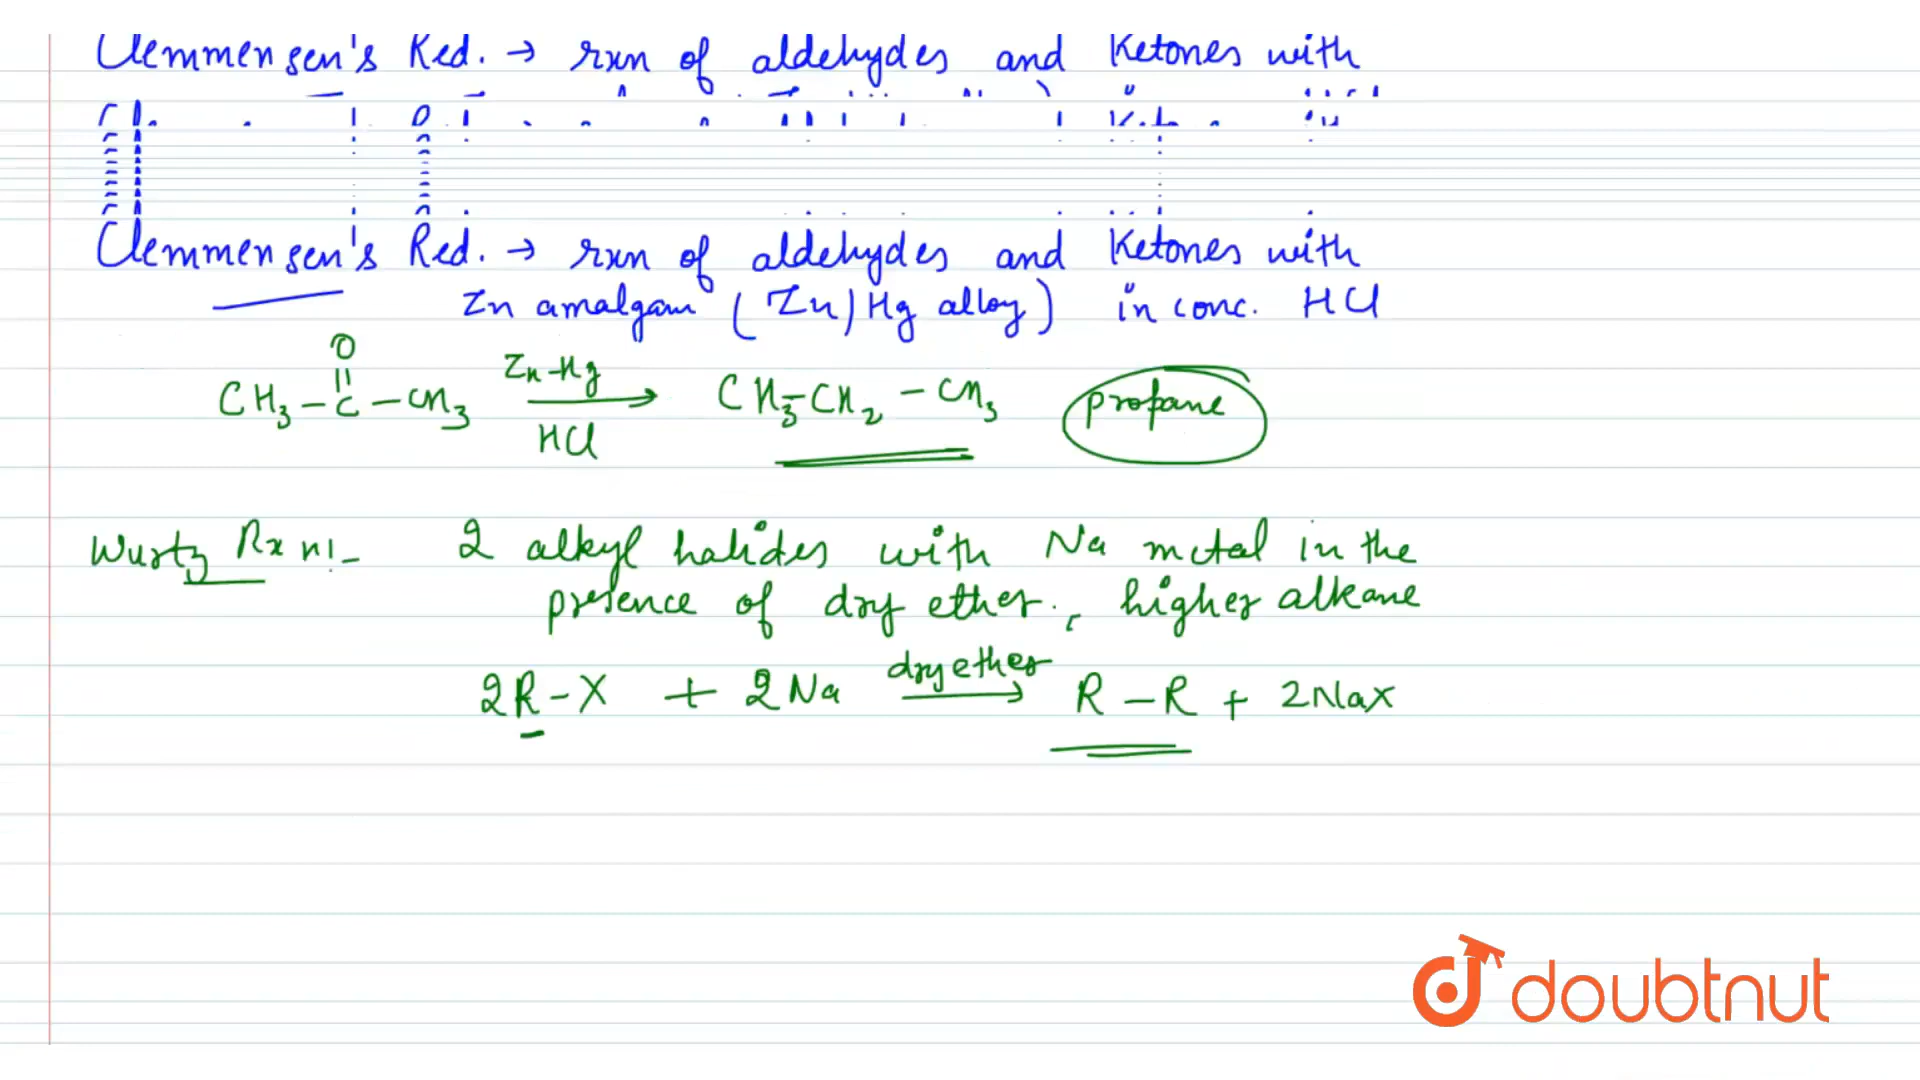 Clemmensen's Red. → rxn of aldehydes and Ketones with
Clemmensen's Red. → rxn of aldehydes and Ketones with
Zn amalgam (Zn/Hg alloy) in conc. HCl
O
||
CH3-C-CH3 Zn-Hg → HCl CH3-CH2-CH3 propane
Wurtz Rxn!- 2 alkyl halides with Na metal in the
presence of dry ether., higher alkane
2R-X + 2Na dry ether → R-R + 2NaX
doubtnut